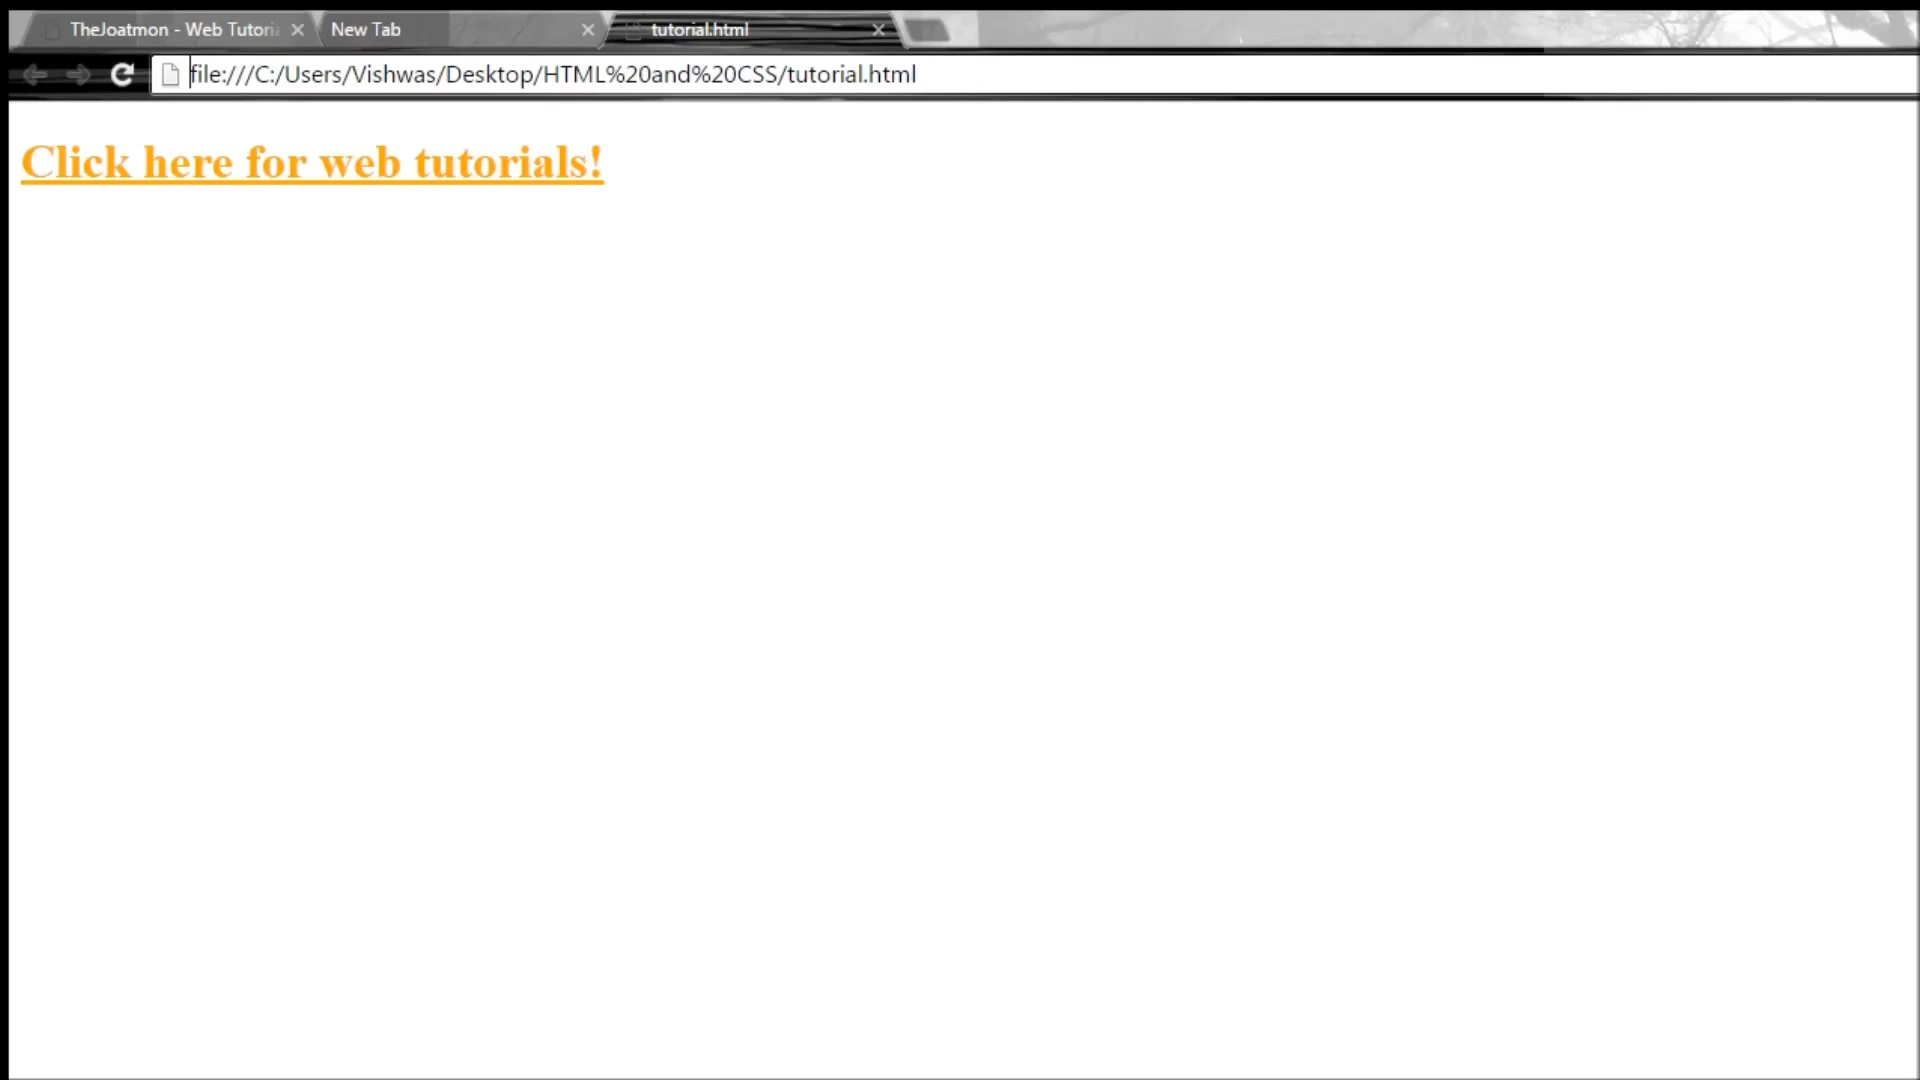 TheJoatmon - Web Tutori
New Tab
tutorial.html
file:///C:/Users/Vishwas/Desktop/HTML%20and%20CSS/tutorial.html
Click here for web tutorials!